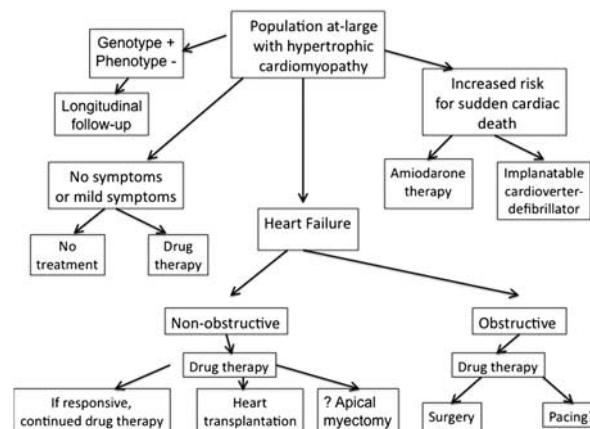 Population at-large
with hypertrophic
cardiomyopathy
Genotype +
Phenotype -
Longitudinal
follow-up
Increased risk
for sudden cardiac
death
Amiodarone
therapy
Implanatable
cardioverter-
defibrillator
No symptoms
or mild symptoms
No
treatment
Drug
therapy
Heart Failure
Non-obstructive
Obstructive
Drug therapy
Drug therapy
If responsive,
continued drug therapy
Heart
transplantation
? Apical
myectomy
Surgery
Pacing?